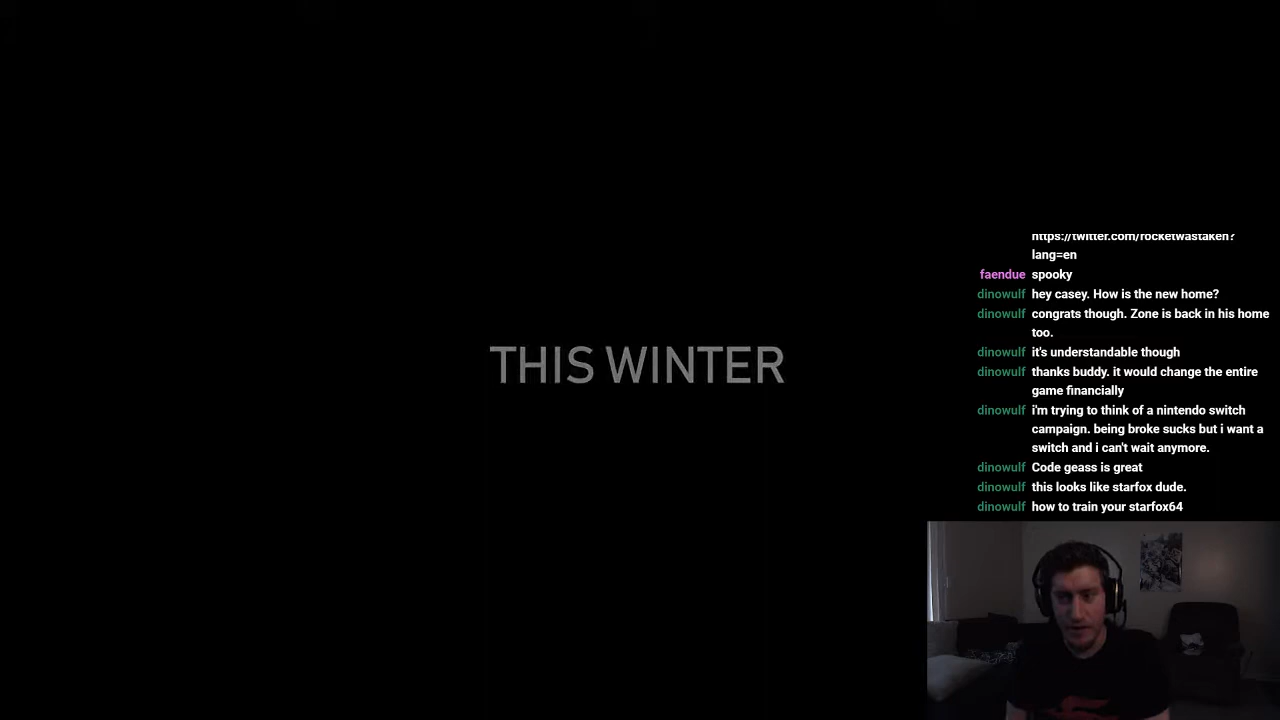 https://twitter.com/rocketwastaken?
lang=en
faendue spooky
dinowulf hey casey. How is the new home?
dinowulf congrats though. Zone is back in his home
too.
dinowulf it's understandable though
THIS WINTER
dinowulf thanks buddy. it would change the entire
game financially
dinowulf i'm trying to think of a nintendo switch
campaign. being broke sucks but i want a
switch and i can't wait anymore.
dinowulf Code geass is great
dinowulf this looks like starfox dude.
dinowulf how to train your starfox64